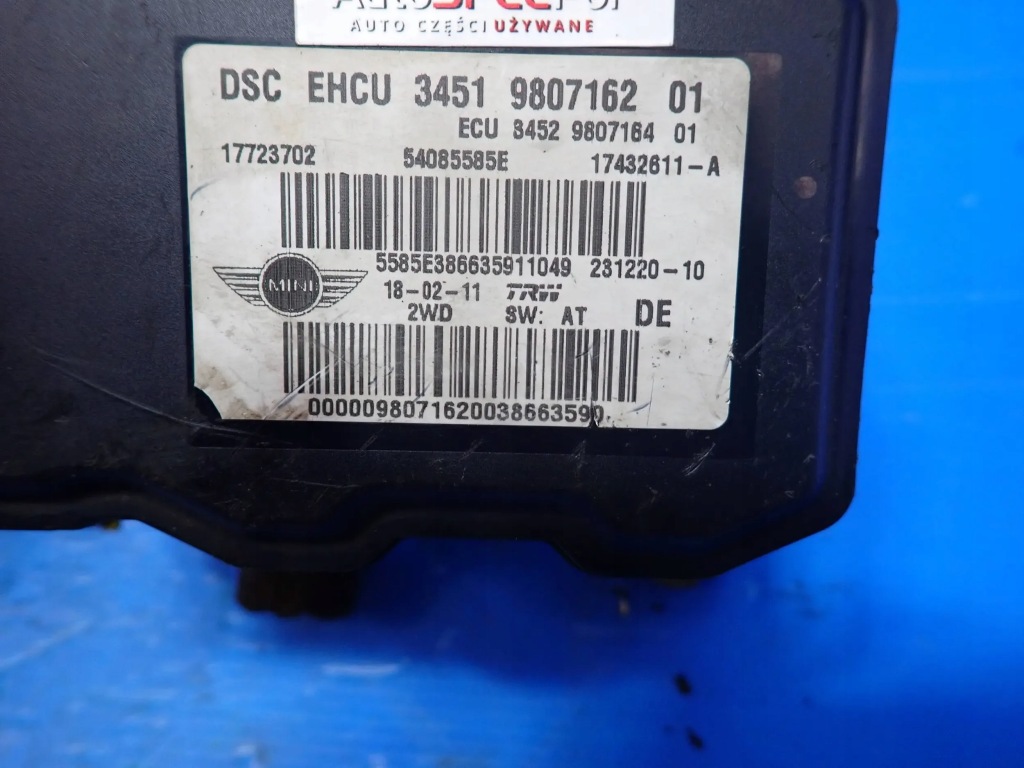 AUTO CZĘŚCI UŻYWANE
DSC EHCU 3451 9807162 01
ECU 3452 9807164 01
17723702 54085585E 17432611-A
5585E386635911049 231220-10
MINI
18-02-11 TRW
2WD SW: AT DE
0000098071620038663590